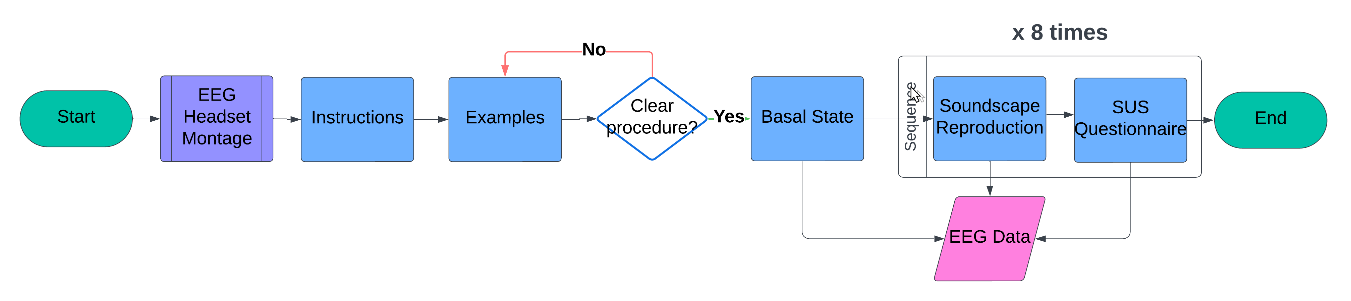 x 8 times
No
Start
EEG
Headset
Montage
Instructions
Examples
Clear
procedure?
Yes
Basal State
Sequence
Soundscape
Reproduction
SUS
Questionnaire
End
EEG Data